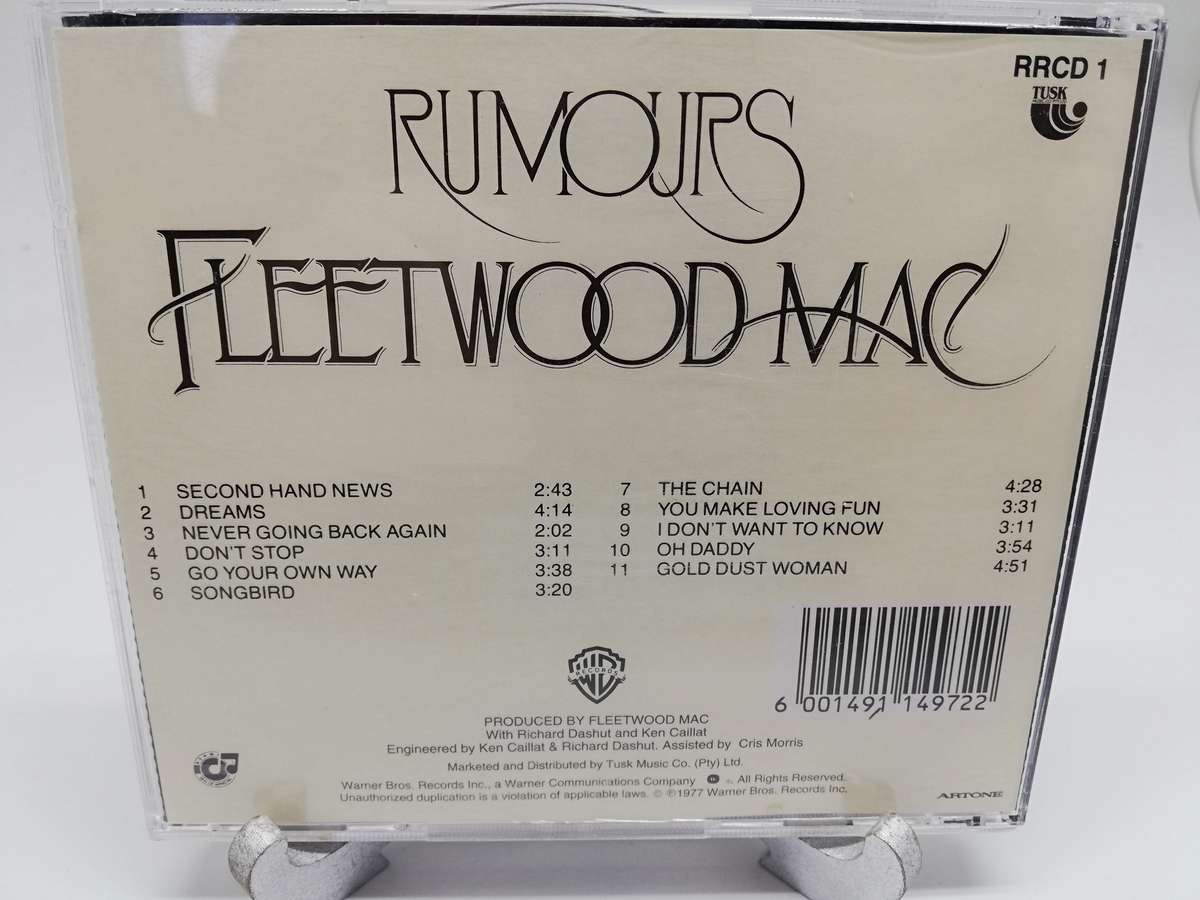 RRCD 1
TUSK
RUMOURS
FLEETWOOD MAC
1 SECOND HAND NEWS 2:43
2 DREAMS 4:14
3 NEVER GOING BACK AGAIN 2:02
4 DON'T STOP 3:11
5 GO YOUR OWN WAY 3:38
6 SONGBIRD 3:20
7 THE CHAIN 4:28
8 YOU MAKE LOVING FUN 3:31
9 I DON'T WANT TO KNOW 3:11
10 OH DADDY 3:54
11 GOLD DUST WOMAN 4:51
WB
RECORDS
6 001491 149722
PRODUCED BY FLEETWOOD MAC
With Richard Dashut and Ken Caillat
Engineered by Ken Caillat & Richard Dashut. Assisted by Cris Morris
Marketed and Distributed by Tusk Music Co. (Pty) Ltd.
Warner Bros. Records Inc., a Warner Communications Company All Rights Reserved.
Unauthorized duplication is a violation of applicable laws. © ℗1977 Warner Bros. Records Inc.
ARTONE